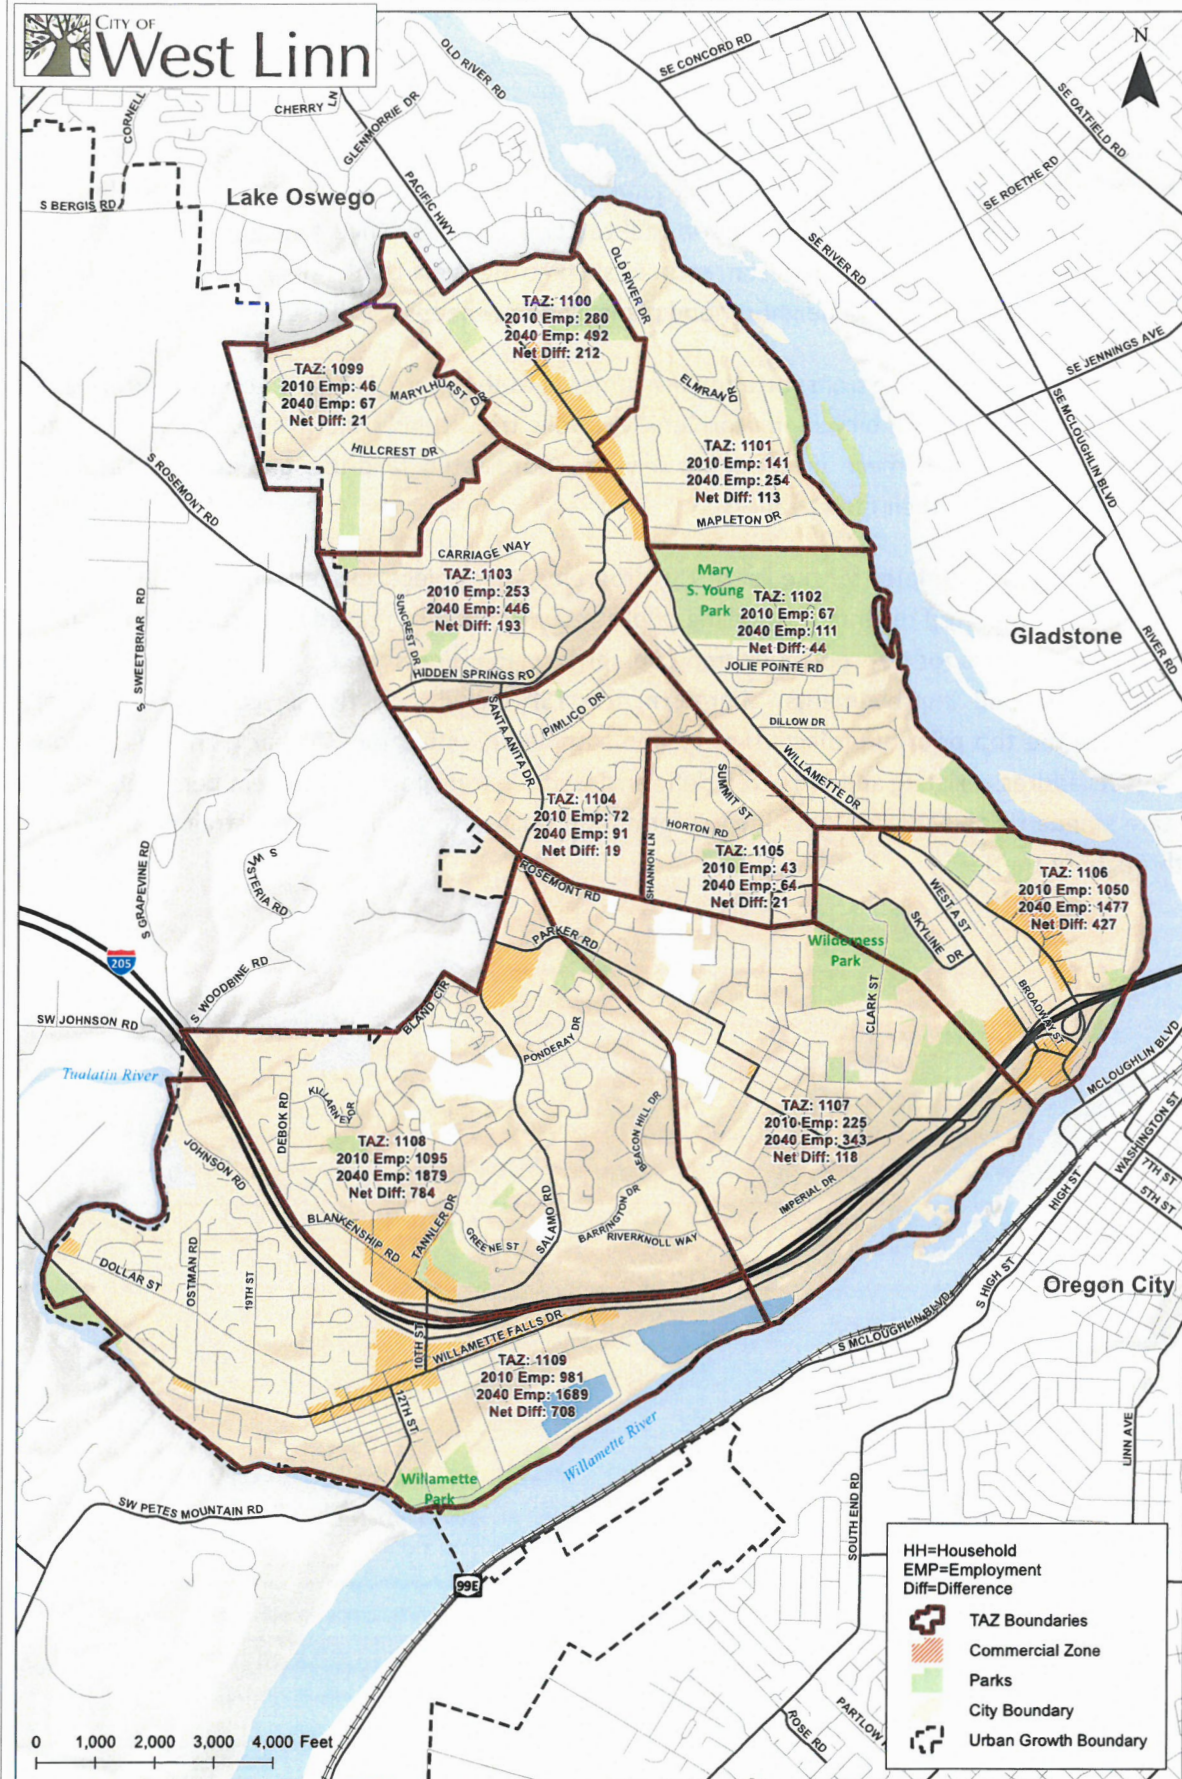 CITY OF
West Linn
N
OLD RIVER RD
SE CONCORD RD
SE OATFIELD RD
CORNELL
CHERRY LN
GLENMORRIE DR
PACIFIC HWY
SE ROETHE RD
Lake Oswego
S BERGIS RD
SE RIVER RD
OLD RIVER DR
TAZ: 1100
2010 Emp: 280
2040 Emp: 492
Net Diff: 212
SE JENNINGS AVE
TAZ: 1099
2010 Emp: 46
2040 Emp: 67
Net Diff: 21
MARYLHURST DR
ELMRAN DR
SE MCLOUGHLIN BLVD
HILLCREST DR
S ROSEMONT RD
TAZ: 1101
2010 Emp: 141
2040 Emp: 254
Net Diff: 113
MAPLETON DR
CARRIAGE WAY
TAZ: 1103
2010 Emp: 253
2040 Emp: 446
Net Diff: 193
SUNCREST DR
HIDDEN SPRINGS RD
Mary
S. Young
Park
TAZ: 1102
2010 Emp: 67
2040 Emp: 111
Net Diff: 44
JOLIE POINTE RD
Gladstone
RIVER RD
S SWEETBRIAR RD
SANTA ANITA DR
PIMLICO DR
DILLOW DR
WILLAMETTE DR
SUMMIT ST
TAZ: 1104
2010 Emp: 72
2040 Emp: 91
Net Diff: 19
HORTON RD
SHANNON LN
TAZ: 1105
2010 Emp: 43
2040 Emp: 64
Net Diff: 21
ROSEMONT RD
S GRAPEVINE RD
S WYSTERIA RD
TAZ: 1106
2010 Emp: 1050
2040 Emp: 1477
Net Diff: 427
WEST A ST
SKYLINE DR
PARKER RD
Wilderness
Park
205
S WOODBINE RD
SW JOHNSON RD
BLAND CIR
CLARK ST
BROADWAY ST
PONDERAY DR
MCLOUGHLIN BLVD
Tualatin River
WASHINGTON ST
KILLARNEY DR
DEBOK RD
BEACON HILL DR
TAZ: 1107
2010 Emp: 225
2040 Emp: 343
Net Diff: 118
TAZ: 1108
2010 Emp: 1095
2040 Emp: 1879
Net Diff: 784
JOHNSON RD
7TH ST
5TH ST
HIGH ST
IMPERIAL DR
BARRINGTON DR
RIVERKNOLL WAY
BLANKENSHIP RD
TANNLER DR
GREENE ST
SALAMO RD
OSTMAN RD
DOLLAR ST
19TH ST
S HIGH ST
Oregon City
S MCLOUGHLIN BLVD
WILLAMETTE FALLS DR
10TH ST
TAZ: 1109
2010 Emp: 981
2040 Emp: 1689
Net Diff: 708
12TH ST
Willamette River
LINN AVE
Willamette
Park
SW PETES MOUNTAIN RD
SOUTH END RD
99E
HH=Household
EMP=Employment
Diff=Difference
TAZ Boundaries
Commercial Zone
Parks
City Boundary
Urban Growth Boundary
PARTLOW
ROSE RD
0 1,000 2,000 3,000 4,000 Feet